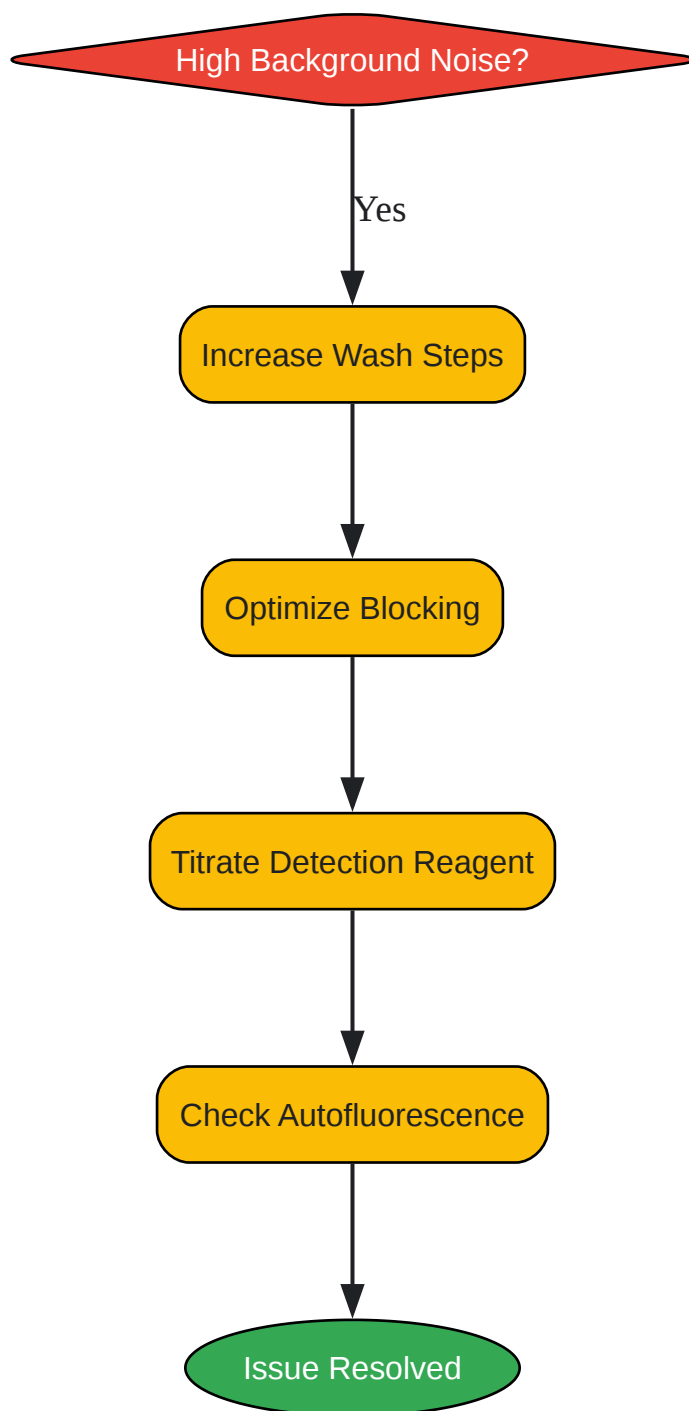 High Background Noise?
Yes
Increase Wash Steps
Optimize Blocking
Titrate Detection Reagent
Check Autofluorescence
Issue Resolved